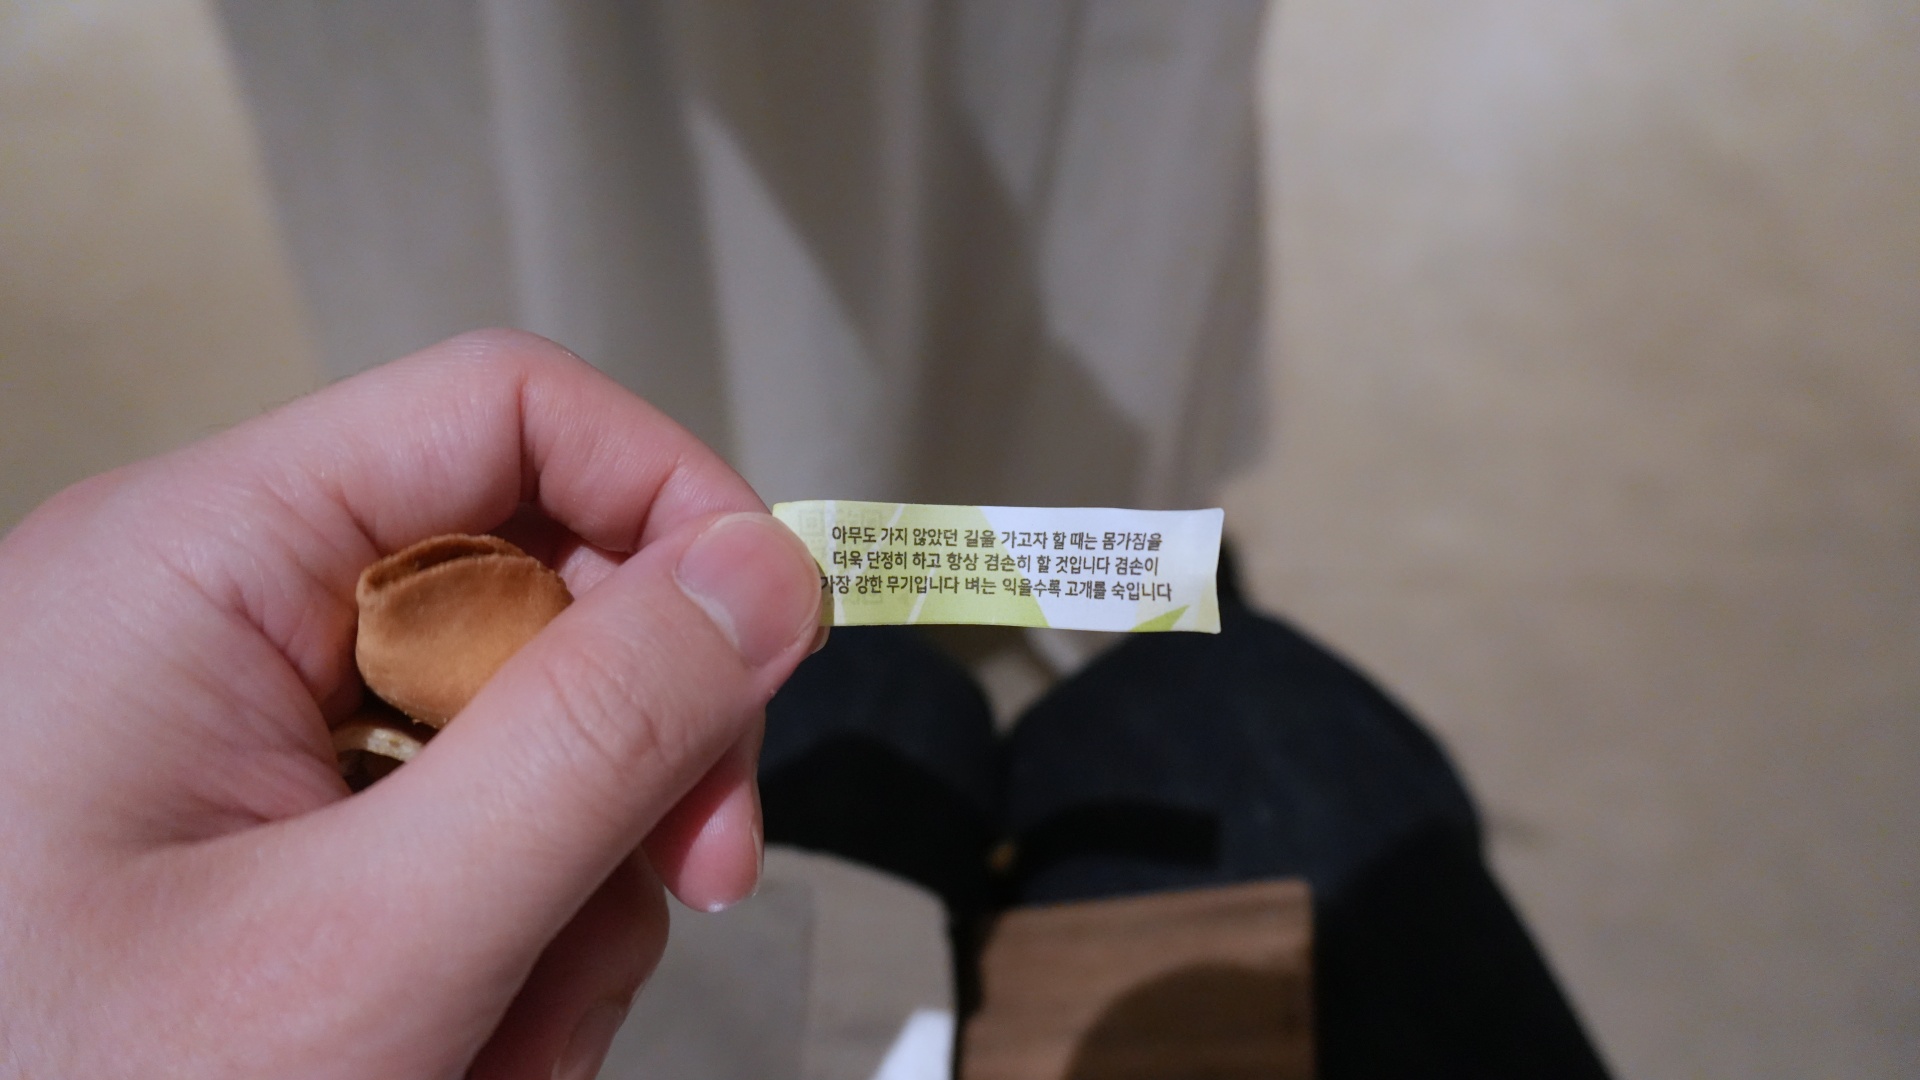 아무도 가지 않았던 길을 가고자 할 때는 몸가짐을
더욱 단정히 하고 항상 겸손히 할 것입니다 겸손이
가장 강한 무기입니다 벼는 익을수록 고개를 숙입니다